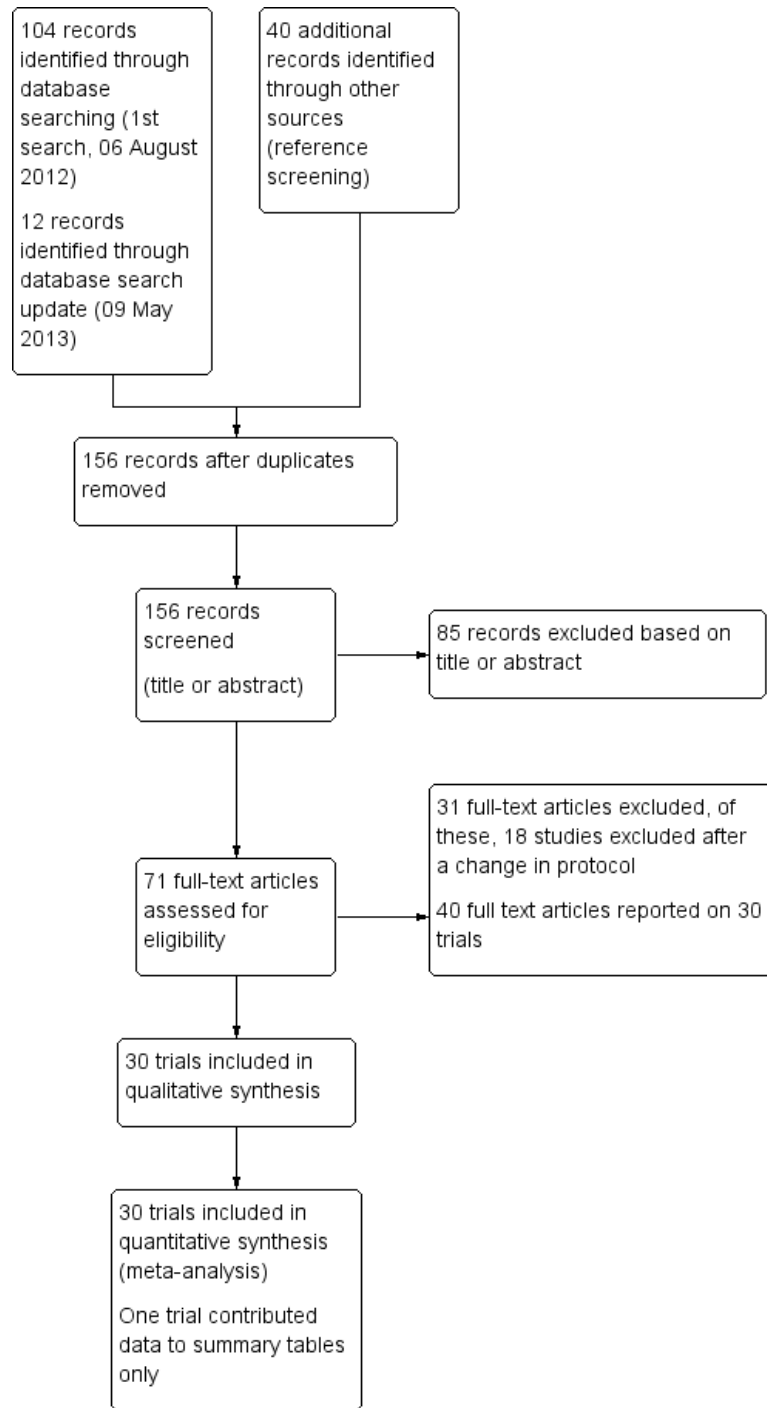 104 records
identified through
database
searching (1st
search, 06 August
2012)
12 records
identified through
database search
update (09 May
2013)
40 additional
records identified
through other
sources
(reference
screening)
156 records after duplicates
removed
156 records
screened
(title or abstract)
85 records excluded based on
title or abstract
71 full-text articles
assessed for
eligibility
31 full-text articles excluded, of
these, 18 studies excluded after
a change in protocol
40 full text articles reported on 30
trials
30 trials included in
qualitative synthesis
30 trials included in
quantitative synthesis
(meta-analysis)
One trial contributed
data to summary tables
only